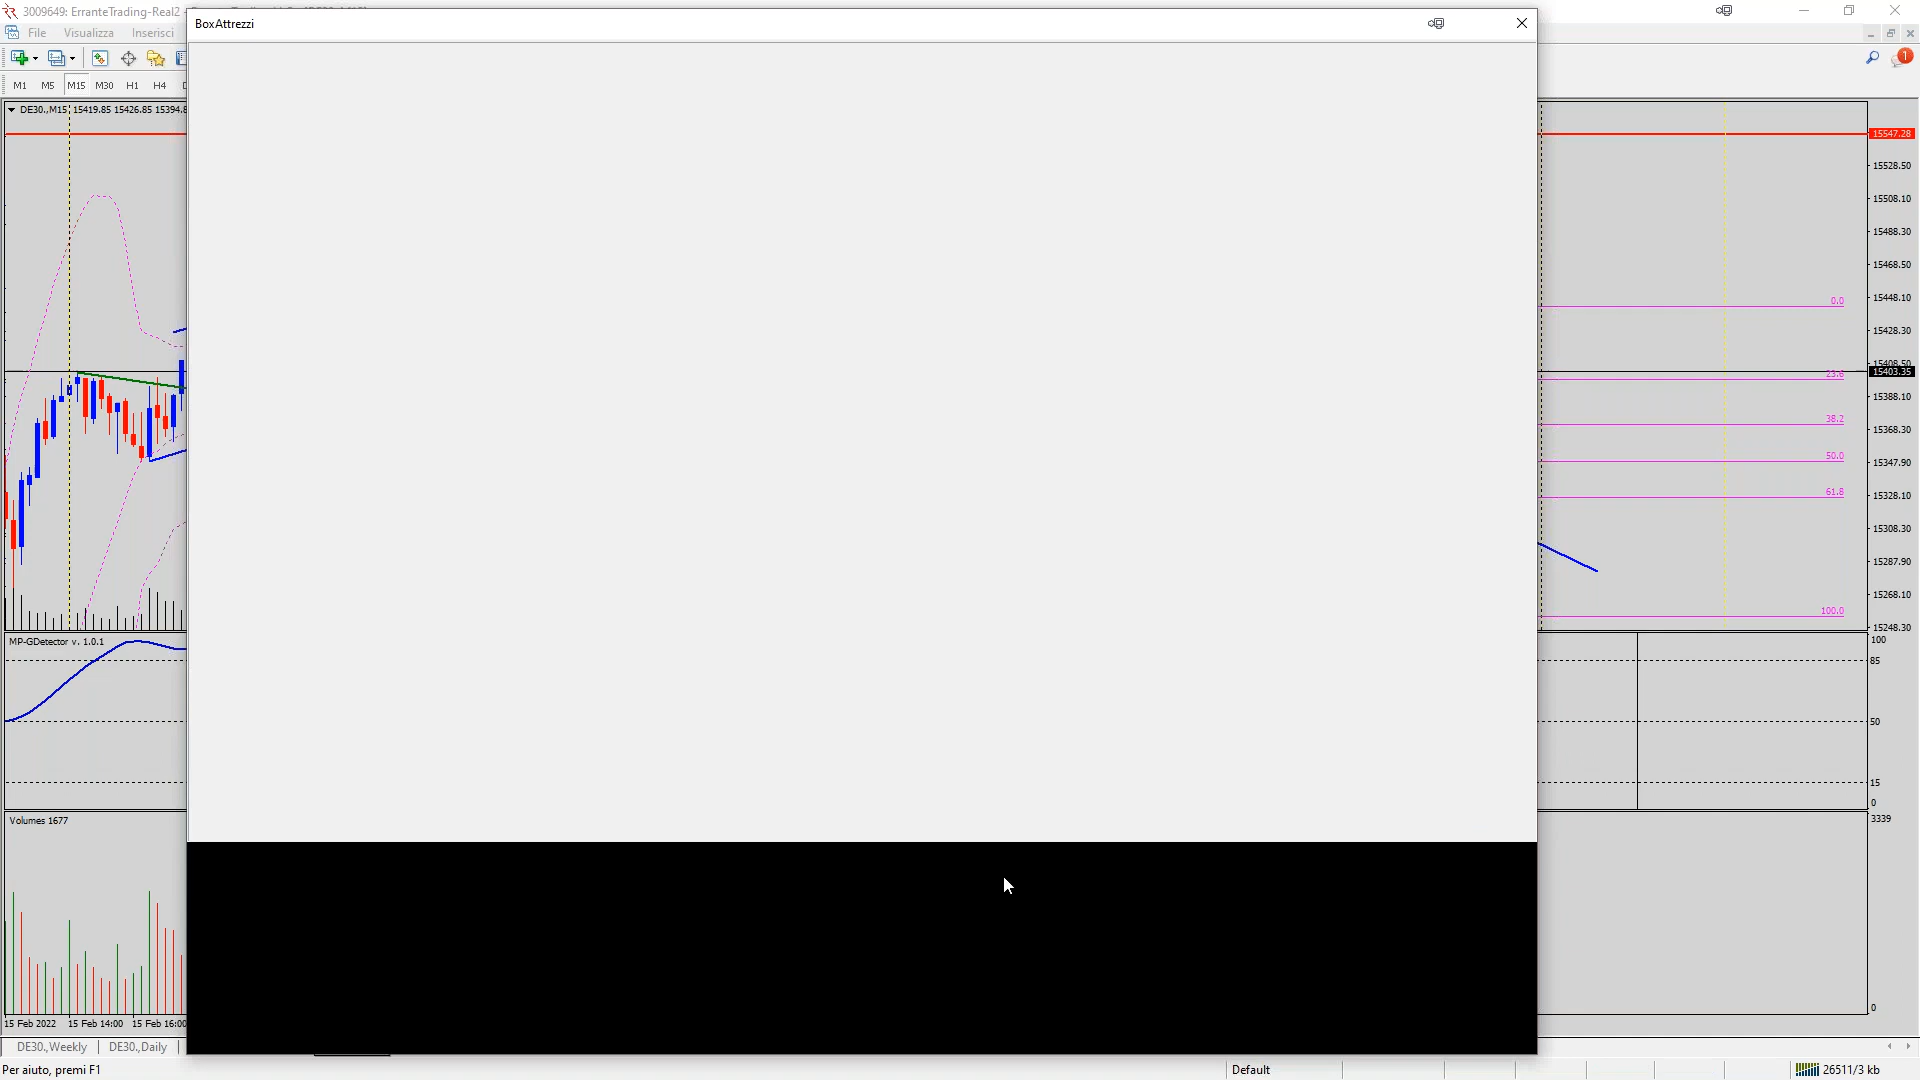 3009649: ErranteTrading-Real2
BoxAttrezzi
File Visualizza Inserisci
1
M1 M5 M15 M30 H1 H4
DE30.,M15 15419.85 15426.85 15394.8
15547.28
15528.50
15508.10
15488.30
15468.50
15448.10
0.0
15428.30
15408.50
15403.35
23.6
15388.10
38.2
15368.30
50.0
15347.90
61.8
15328.10
15308.30
15287.90
15268.10
100.0
15248.30
MP-GDetector v. 1.0.1
100
85
50
15
0
Volumes 1677
3339
0
15 Feb 2022 15 Feb 14:00 15 Feb 16:00
DE30.,Weekly DE30.,Daily
Per aiuto, premi F1
Default
26511/3 kb